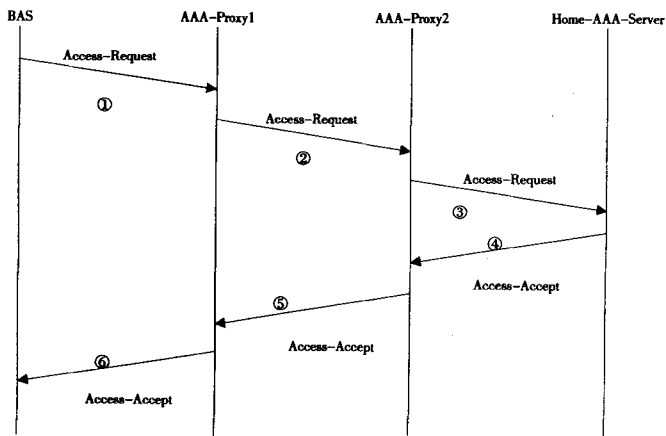 BAS
AAA-Proxy1
AAA-Proxy2
Home-AAA-Server
Access-Request
①
Access-Request
②
Access-Request
③
④
Access-Accept
⑤
Access-Accept
⑥
Access-Accept